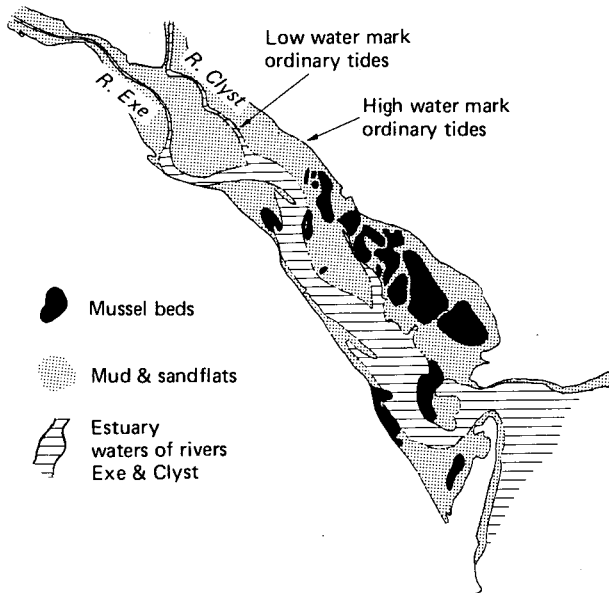 Low water mark
ordinary tides
R. Clyst
R. Exe
High water mark
ordinary tides
Mussel beds
Mud & sandflats
Estuary
waters of rivers
Exe & Clyst